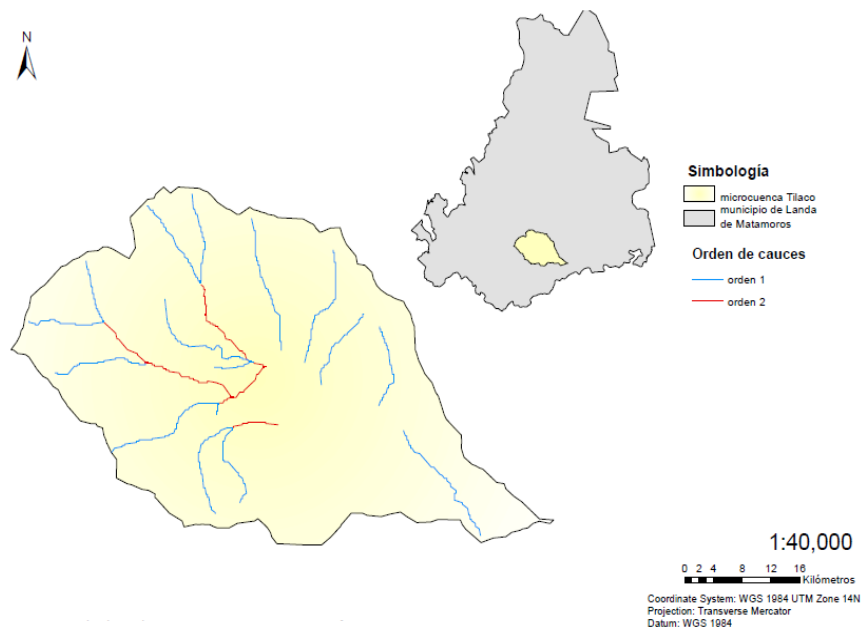 N
Simbología
microcuenca Tilaco
municipio de Landa
de Matamoros
Orden de cauces
orden 1
orden 2
1:40,000
0 2 4 8 12 16
Kilómetros
Coordinate System: WGS 1984 UTM Zone 14N
Projection: Transverse Mercator
Datum: WGS 1984